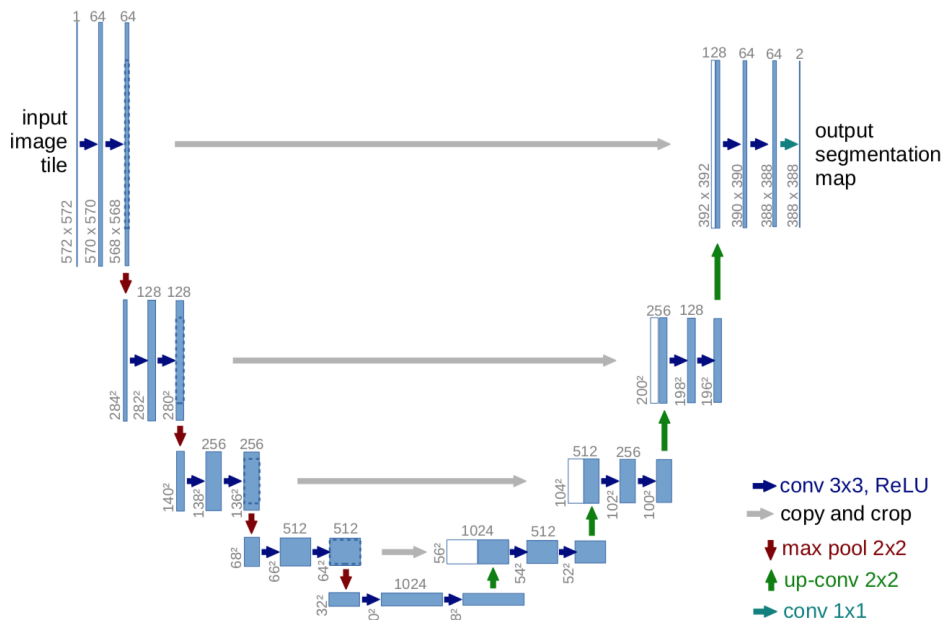 1 64 64
128 64 64 2
input
image
tile
output
segmentation
map
572 x 572
570 x 570
568 x 568
392 x 392
390 x 390
388 x 388
388 x 388
128 128
256 128
284²
282²
280²
200²
198²
196²
256 256
512 256
140²
138²
136²
104²
102²
100²
512 512
1024 512
68²
66²
64²
56²
54²
52²
1024
32²
0²
8²
conv 3x3, ReLU
copy and crop
max pool 2x2
up-conv 2x2
conv 1x1